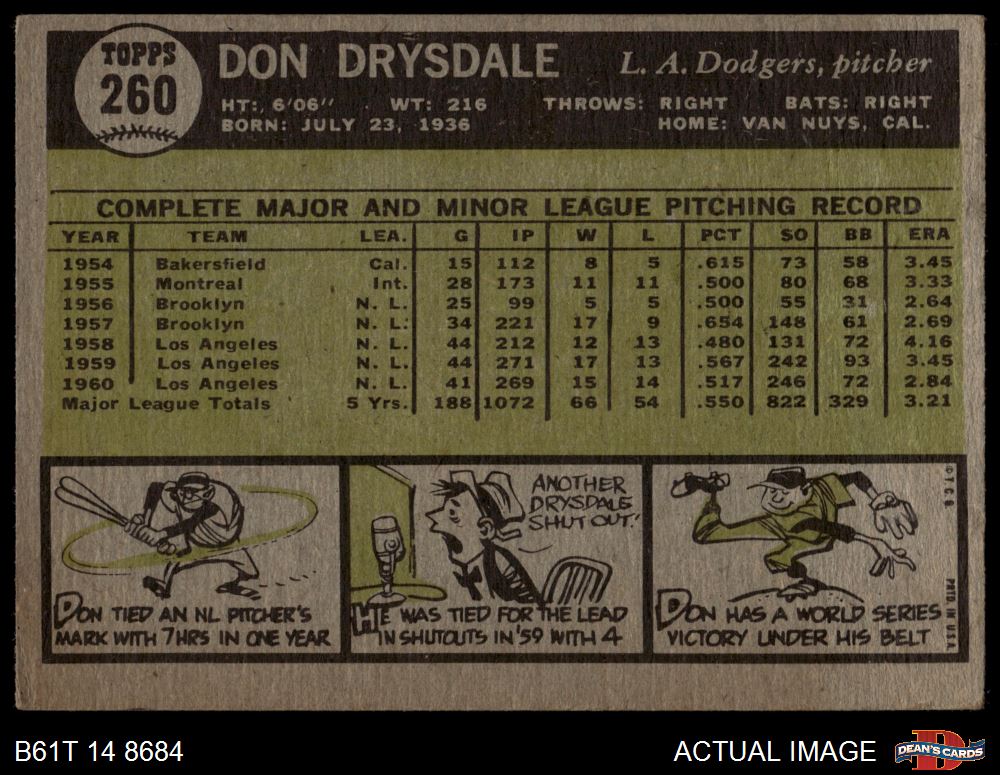 TOPPS
260
DON DRYSDALE
L. A. Dodgers, pitcher
HT: 6'06" WT: 216 THROWS: RIGHT BATS: RIGHT
BORN: JULY 23, 1936 HOME: VAN NUYS, CAL.
COMPLETE MAJOR AND MINOR LEAGUE PITCHING RECORD
YEAR TEAM LEA. G IP W L PCT SO BB ERA
1954 Bakersfield Cal. 15 112 8 5 .615 73 58 3.45
1955 Montreal Int. 28 173 11 11 .500 80 68 3.33
1956 Brooklyn N. L. 25 99 5 5 .500 55 31 2.64
1957 Brooklyn N. L. 34 221 17 9 .654 148 61 2.69
1958 Los Angeles N. L. 44 212 12 13 .480 131 72 4.16
1959 Los Angeles N. L. 44 271 17 13 .567 242 93 3.45
1960 Los Angeles N. L. 41 269 15 14 .517 246 72 2.84
Major League Totals 5 Yrs. 188 1072 66 54 .550 822 329 3.21
DON TIED AN NL PITCHER'S
MARK WITH 7 HRS IN ONE YEAR
ANOTHER
DRYSDALE
SHUT OUT!
HE WAS TIED FOR THE LEAD
IN SHUTOUTS IN '59 WITH 4
DON HAS A WORLD SERIES
VICTORY UNDER HIS BELT
© T.C.G.
PRTD. IN U.S.A.
B61T 14 8684
ACTUAL IMAGE
DEAN'S CARDS